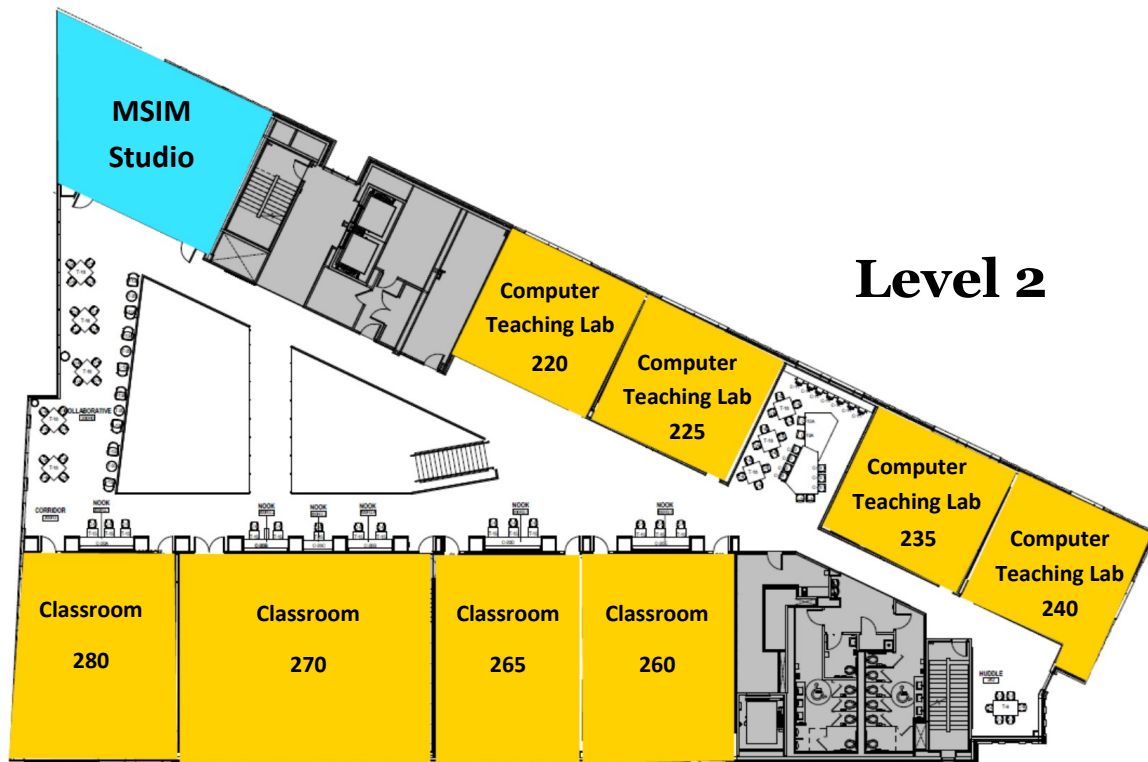 MSIM
Studio
Level 2
Computer
Teaching Lab
220
Computer
Teaching Lab
225
Computer
Teaching Lab
235
Computer
Teaching Lab
240
COLLABORATIVE
CORRIDOR
NOOK
NOOK
NOOK
NOOK
NOOK
NOOK
Classroom
280
Classroom
270
Classroom
265
Classroom
260
HUDDLE